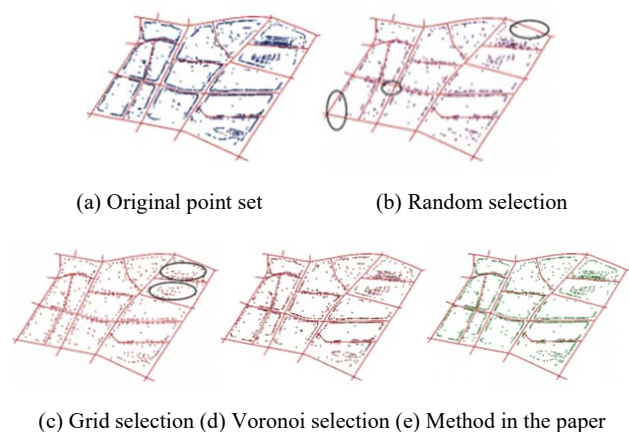 (a) Original point set
(b) Random selection
(c) Grid selection (d) Voronoi selection (e) Method in the paper